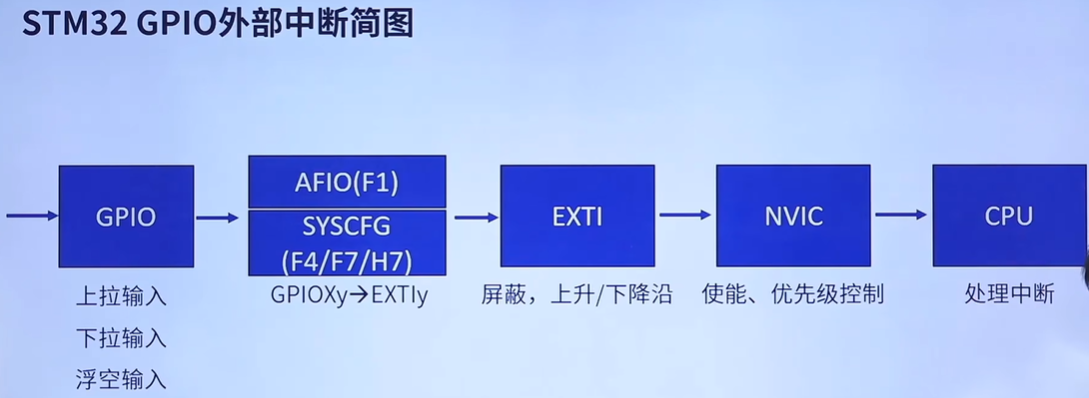 STM32 GPIO外部中断简图
GPIO
上拉输入
下拉输入
浮空输入
AFIO(F1)
SYSCFG
(F4/F7/H7)
GPIOXy→EXTIy
EXTI
屏蔽，上升/下降沿
NVIC
使能、优先级控制
CPU
处理中断